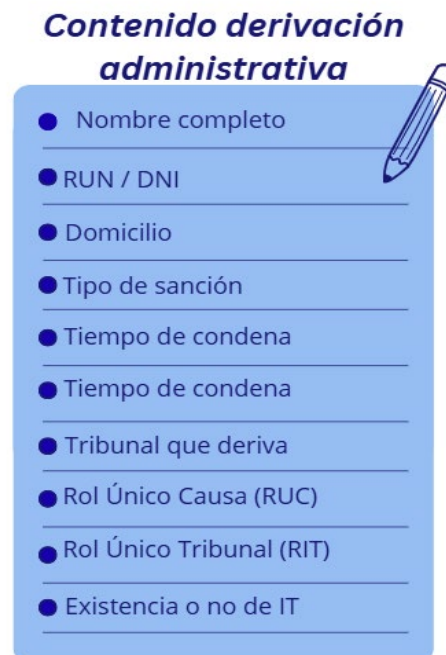 Contenido derivación
administrativa
Nombre completo
RUN / DNI
Domicilio
Tipo de sanción
Tiempo de condena
Tiempo de condena
Tribunal que deriva
Rol Único Causa (RUC)
Rol Único Tribunal (RIT)
Existencia o no de IT